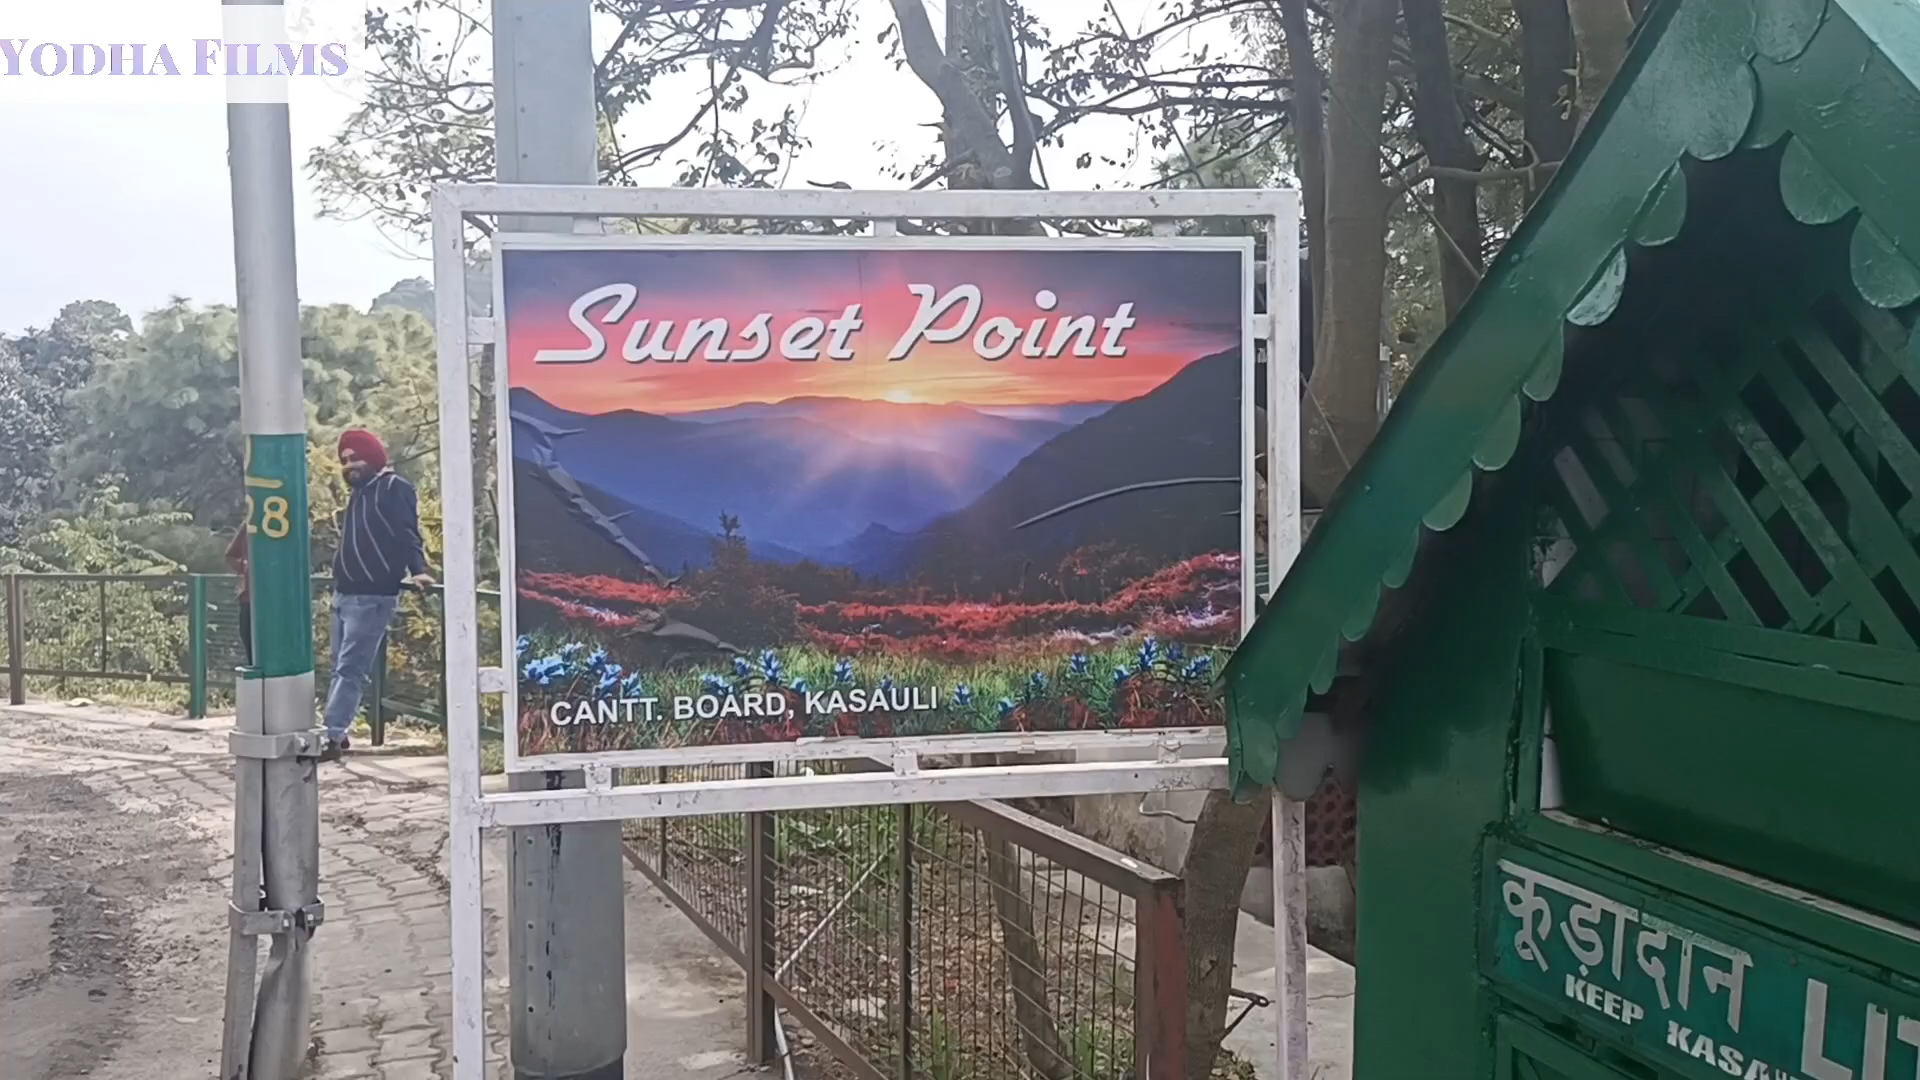 YODHA FILMS
28
Sunset Point
CANTT. BOARD, KASAULI
कूड़ादान
KEEP